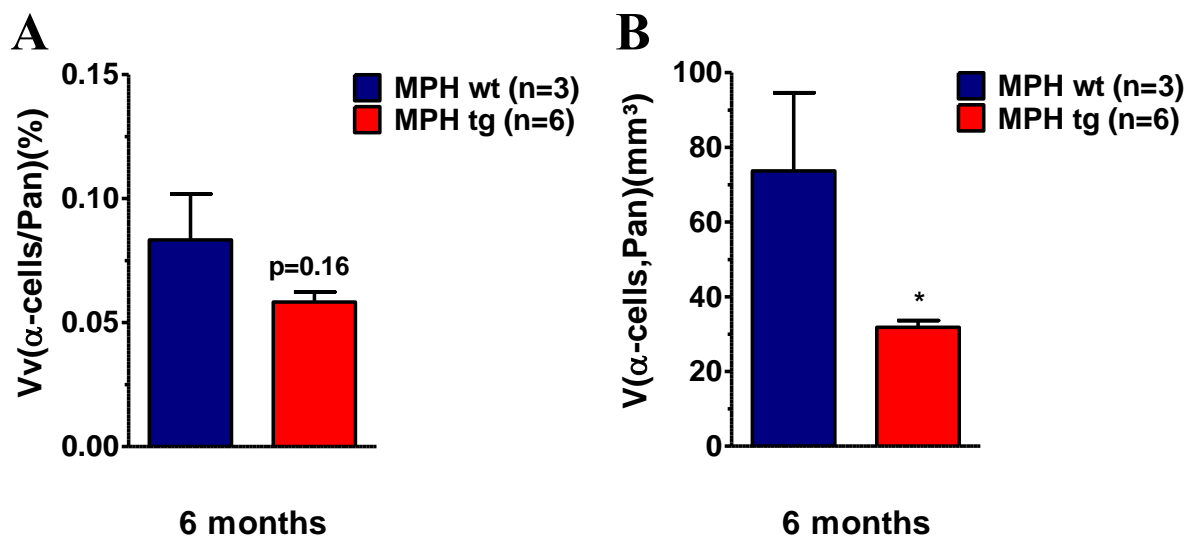 A
Vv(α-cells/Pan)(%)
0.15
0.10
0.05
0.00
MPH wt (n=3)
MPH tg (n=6)
p=0.16
6 months
B
V(α-cells,Pan)(mm³)
100
80
60
40
20
0
MPH wt (n=3)
MPH tg (n=6)
*
6 months